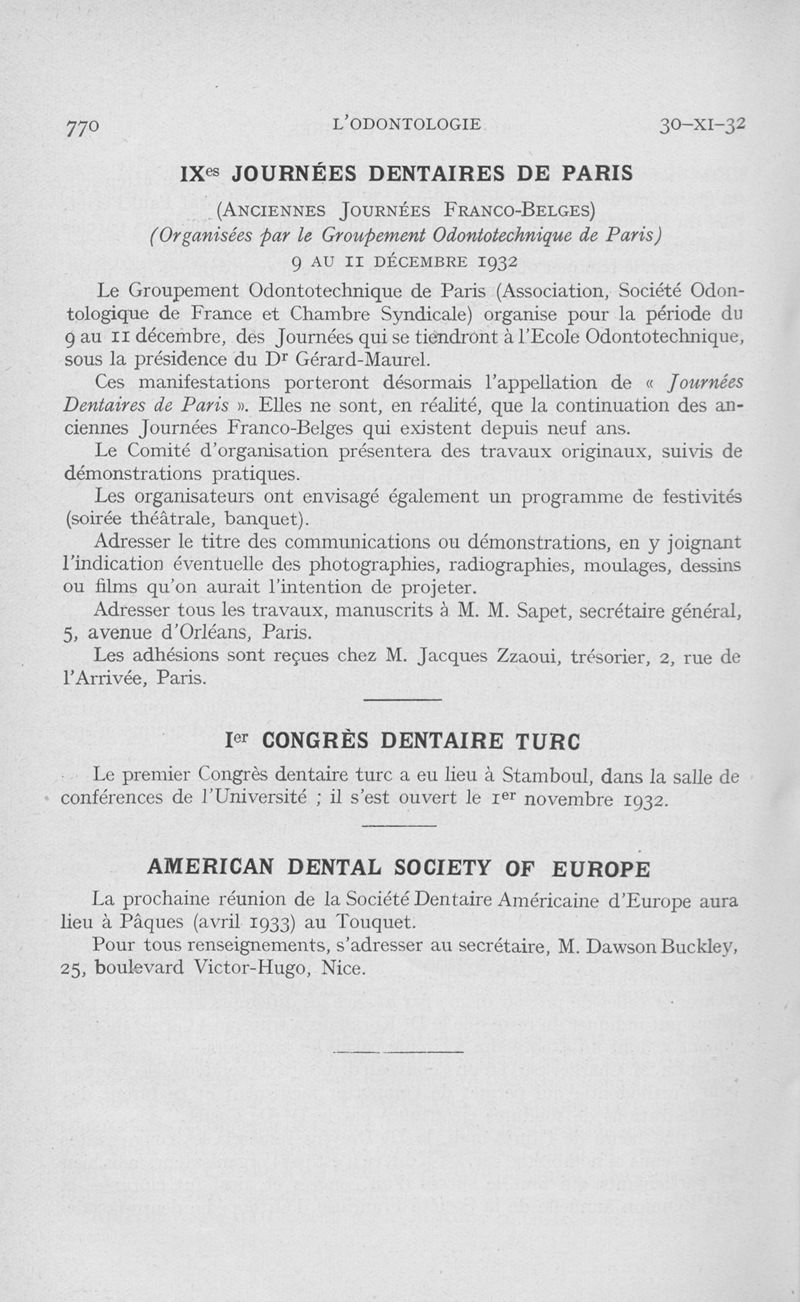 770 L'ODONTOLOGIE 30-XI-32
IXes JOURNÉES DENTAIRES DE PARIS
(Anciennes Journées Franco-Belges)
(Organisées par le Groupement Odontotechnique de Paris)
9 AU 11 DÉCEMBRE 1932
Le Groupement Odontotechnique de Paris (Association, Société Odon-
tologique de France et Chambre Syndicale) organise pour la période du
9 au 11 décembre, des Journées qui se tiendront à l'Ecole Odontotechnique,
sous la présidence du Dr Gérard-Maurel.
Ces manifestations porteront désormais l'appellation de « Journées
Dentaires de Paris ». Elles ne sont, en réalité, que la continuation des an-
ciennes Journées Franco-Belges qui existent depuis neuf ans.
Le Comité d'organisation présentera des travaux originaux, suivis de
démonstrations pratiques.
Les organisateurs ont envisagé également un programme de festivités
(soirée théâtrale, banquet).
Adresser le titre des communications ou démonstrations, en y joignant
l'indication éventuelle des photographies, radiographies, moulages, dessins
ou films qu'on aurait l'intention de projeter.
Adresser tous les travaux, manuscrits à M. M. Sapet, secrétaire général,
5, avenue d'Orléans, Paris.
Les adhésions sont reçues chez M. Jacques Zzaoui, trésorier, 2, rue de
l'Arrivée, Paris.
Ier CONGRÈS DENTAIRE TURC
Le premier Congrès dentaire turc a eu lieu à Stamboul, dans la salle de
conférences de l'Université ; il s'est ouvert le 1er novembre 1932.
AMERICAN DENTAL SOCIETY OF EUROPE
La prochaine réunion de la Société Dentaire Américaine d'Europe aura
lieu à Pâques (avril 1933) au Touquet.
Pour tous renseignements, s'adresser au secrétaire, M. Dawson Buckley,
25, boulevard Victor-Hugo, Nice.